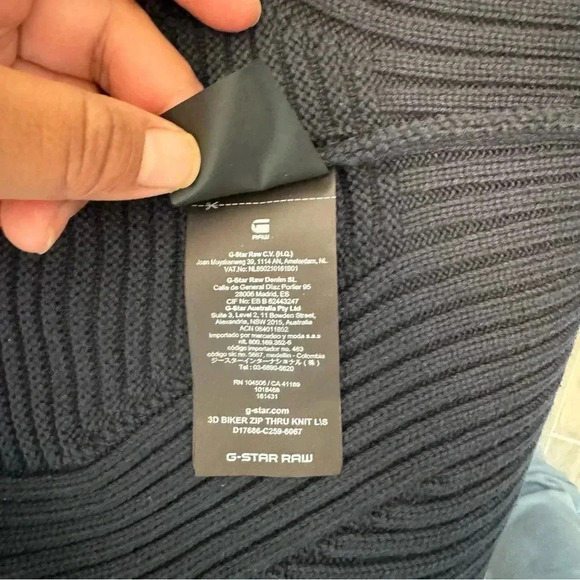 RAW
G-Star Raw C.V. (H.Q.)
Joan Muyskenweg 39, 1114 AN, Amsterdam, NL
VAT.No: NL850210161B01
G-Star Raw Denim SL
Calle de General Díaz Porlier 95
28006 Madrid, ES
CIF No: ES B 62443247
G-Star Australia Pty Ltd
Suite 3, Level 2, 11 Bowden Street,
Alexandria, NSW 2015, Australia
ACN 084011852
Importado por mercadeo y moda s.a.s
nit. 800.169.352-6
código importador no. 463
código sic no. 5667, medellin - Colombia
ジースターインターナショナル (株)
Tel : 03-6890-5620
RN 104506 / CA 41189
1018468
161431
g-star.com
3D BIKER ZIP THRU KNIT L\S
D17686-C259-6067
G-STAR RAW